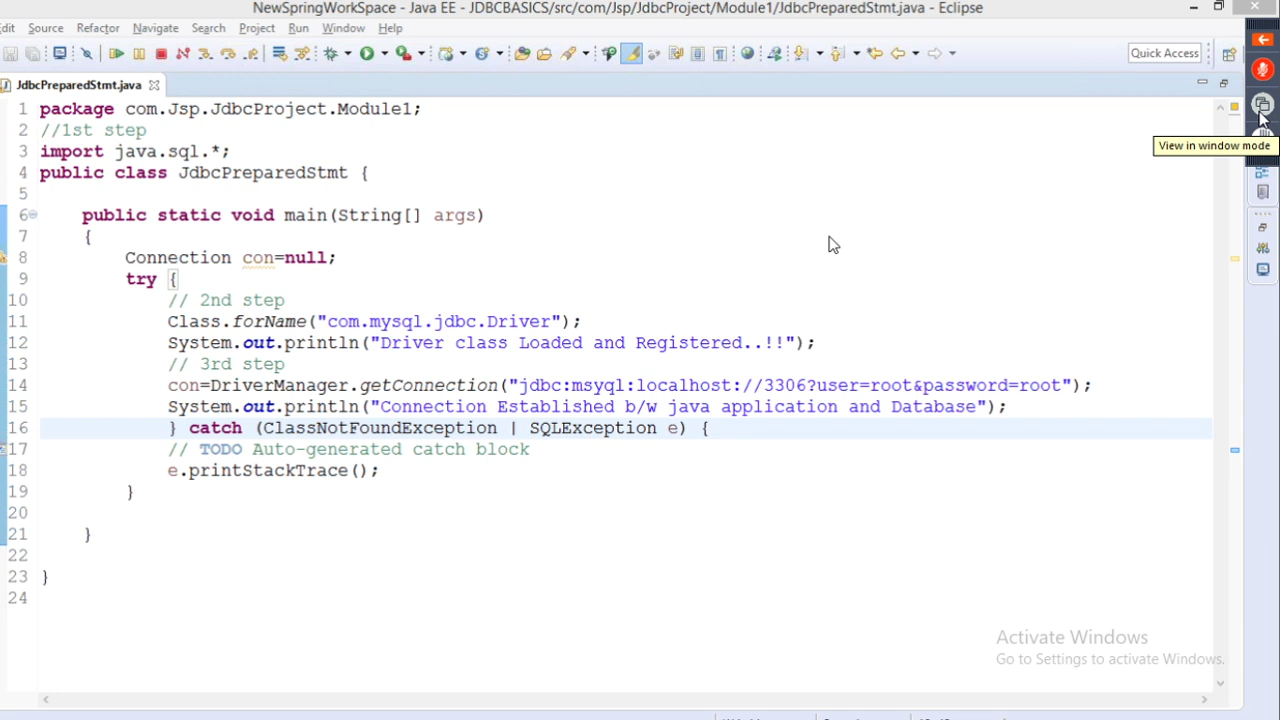 NewSpringWorkSpace - Java EE - JDBCBASICS/src/com/Jsp/JdbcProject/Module1/JdbcPreparedStmt.java - Eclipse
Source Refactor Navigate Search Project Run Window Help
Quick Access
JdbcPreparedStmt.java
View in window mode
1 package com.Jsp.JdbcProject.Module1;
2 //1st step
3 import java.sql.*;
4 public class JdbcPreparedStmt {
5
6 public static void main(String[] args)
7 {
8 Connection con=null;
9 try {
10 // 2nd step
11 Class.forName("com.mysql.jdbc.Driver");
12 System.out.println("Driver class Loaded and Registered..!!");
13 // 3rd step
14 con=DriverManager.getConnection("jdbc:msyql:localhost://3306?user=root&password=root");
15 System.out.println("Connection Established b/w java application and Database");
16 } catch (ClassNotFoundException | SQLException e) {
17 // TODO Auto-generated catch block
18 e.printStackTrace();
19 }
20
21 }
22
23 }
24
Activate Windows
Go to Settings to activate Windows.